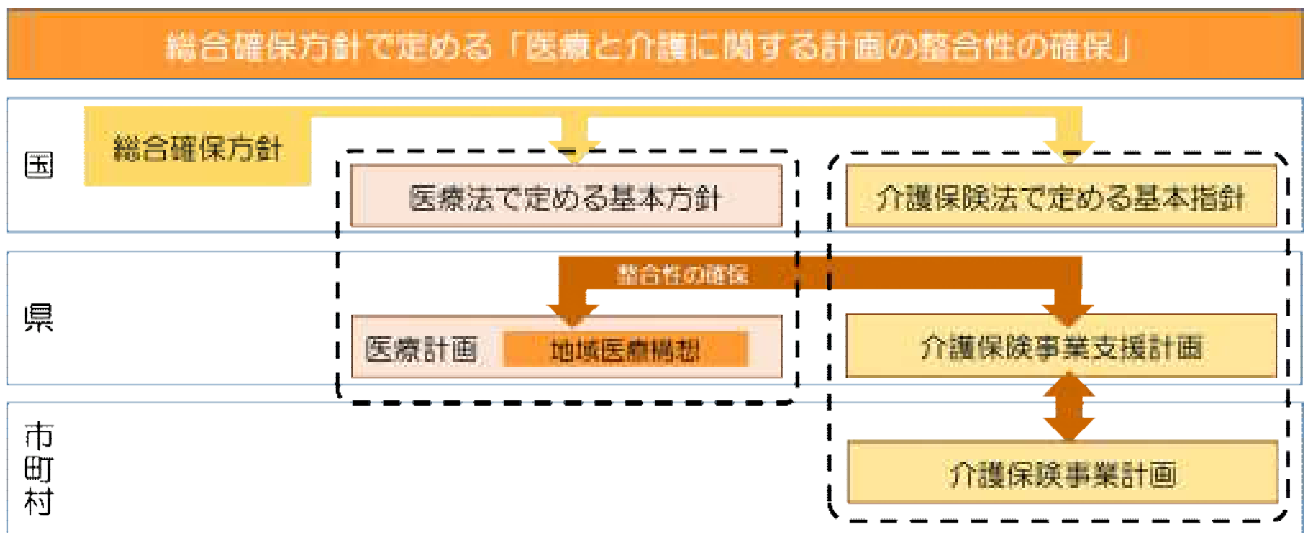 総合確保方針で定める「医療と介護に関する計画の整合性の確保」
国
総合確保方針
医療法で定める基本方針
介護保険法で定める基本指針
県
整合性の確保
医療計画
地域医療構想
介護保険事業支援計画
市町村
介護保険事業計画